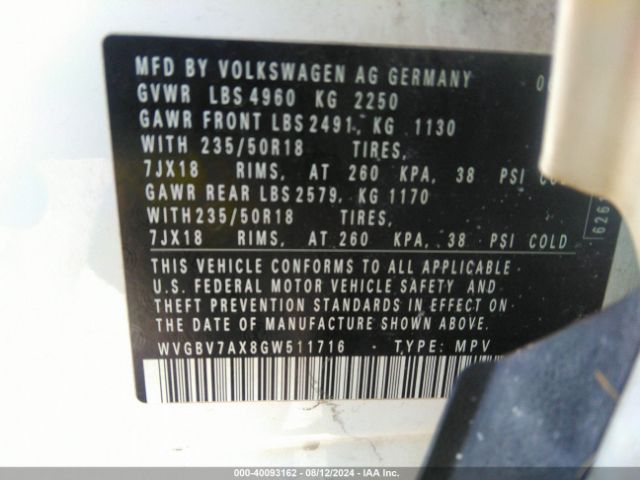 MFD BY VOLKSWAGEN AG GERMANY
GVWR LBS 4960 KG 2250
GAWR FRONT LBS 2491, KG 1130
WITH 235/50R18 TIRES,
7JX18 RIMS, AT 260 KPA, 38 PSI COLD
GAWR REAR LBS 2579, KG 1170
WITH 235/50R18 TIRES,
7JX18 RIMS, AT 260 KPA, 38 PSI COLD
THIS VEHICLE CONFORMS TO ALL APPLICABLE
U.S. FEDERAL MOTOR VEHICLE SAFETY AND
THEFT PREVENTION STANDARDS IN EFFECT ON
THE DATE OF MANUFACTURE SHOWN ABOVE.
WVGBV7AX8GW511716 TYPE: MPV
000-40093162 - 08/12/2024 - IAA Inc.